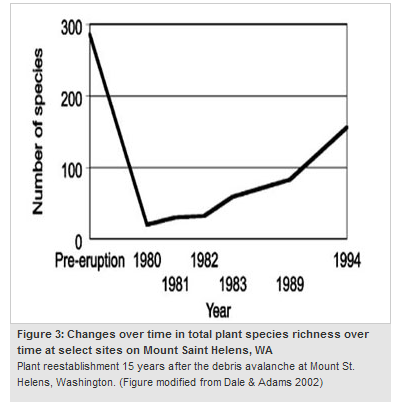 300
200
100
0
Number of species
Pre-eruption 1980 1982 1994
1981 1983 1989
Year
Figure 3: Changes over time in total plant species richness over
time at select sites on Mount Saint Helens, WA
Plant reestablishment 15 years after the debris avalanche at Mount St.
Helens, Washington. (Figure modified from Dale & Adams 2002)